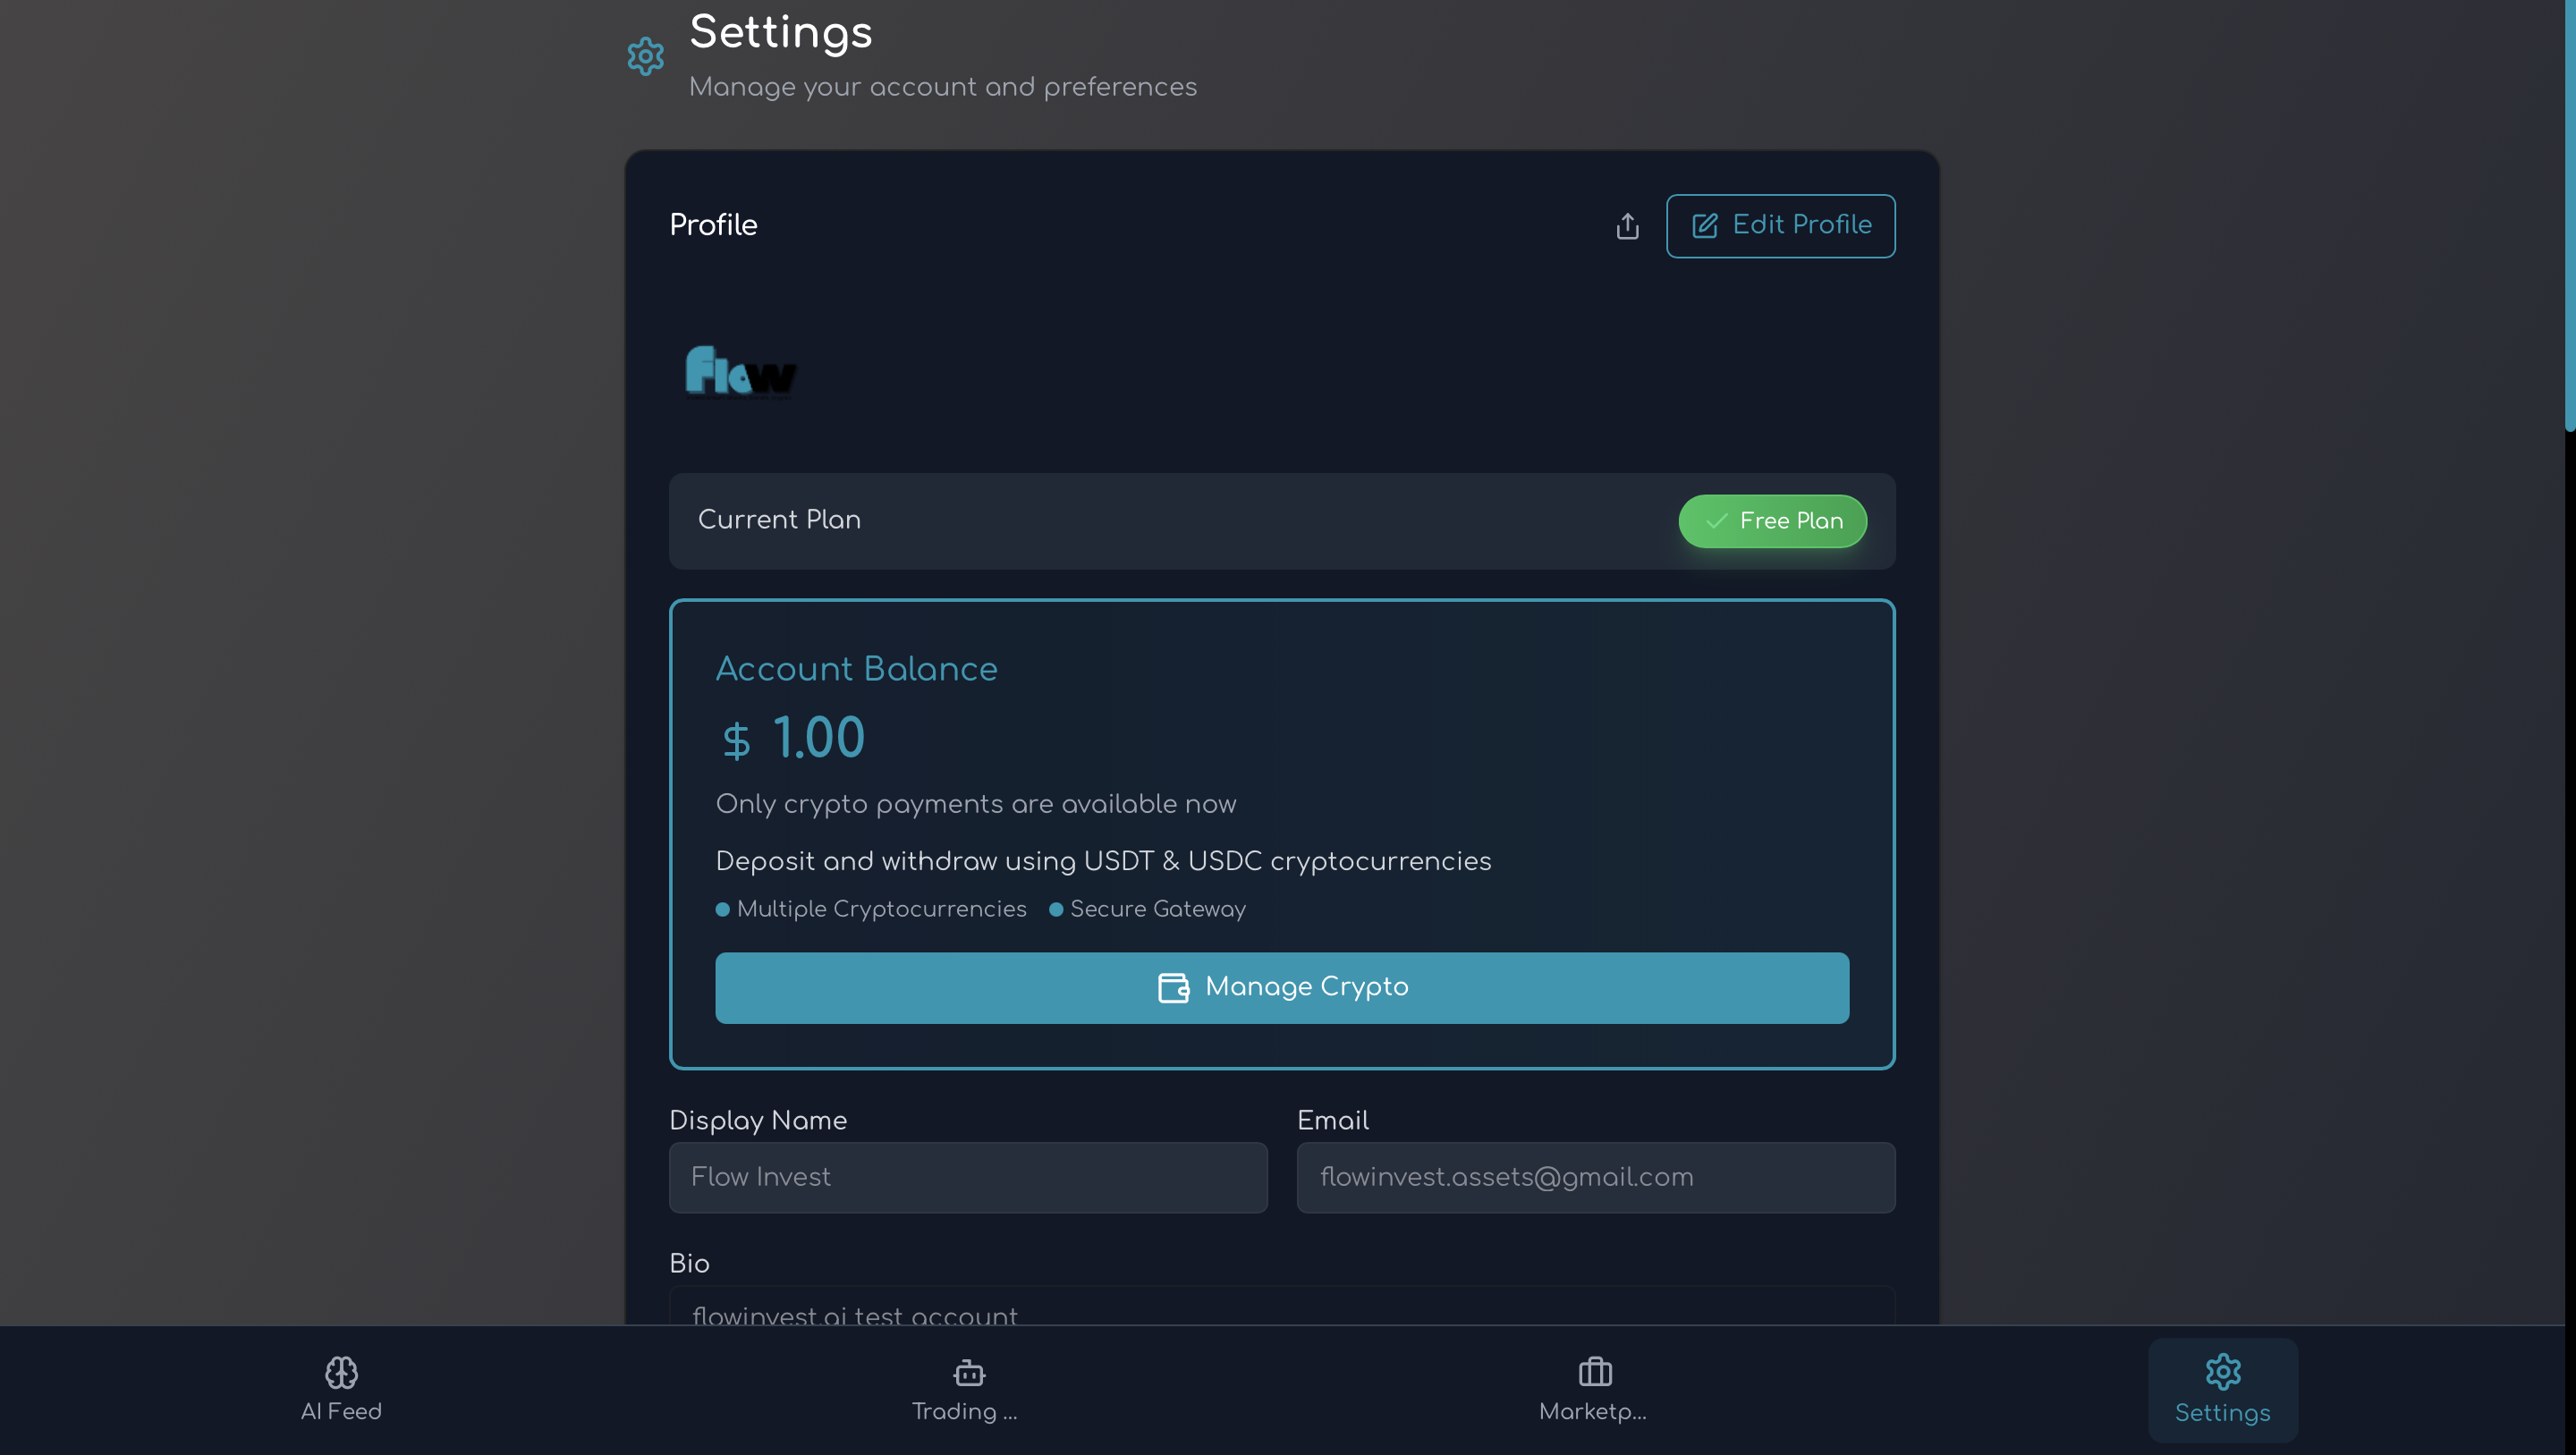 Settings
Manage your account and preferences
Profile
Edit Profile
flow
Current Plan
Free Plan
Account Balance
$ 1.00
Only crypto payments are available now
Deposit and withdraw using USDT & USDC cryptocurrencies
Multiple Cryptocurrencies
Secure Gateway
Manage Crypto
Display Name
Email
Flow Invest
flowinvest.assets@gmail.com
Bio
flowinvest.ai test account
AI Feed
Trading ...
Marketp...
Settings